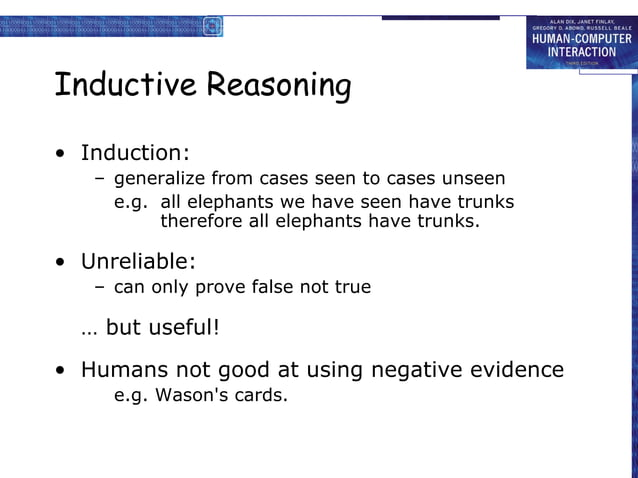 ALAN DIX, JANET FINLAY,
GREGORY D. ABOWD, RUSSELL BEALE
HUMAN-COMPUTER
INTERACTION
THIRD EDITION
Inductive Reasoning
• Induction:
– generalize from cases seen to cases unseen
e.g. all elephants we have seen have trunks
therefore all elephants have trunks.
• Unreliable:
– can only prove false not true
… but useful!
• Humans not good at using negative evidence
e.g. Wason's cards.